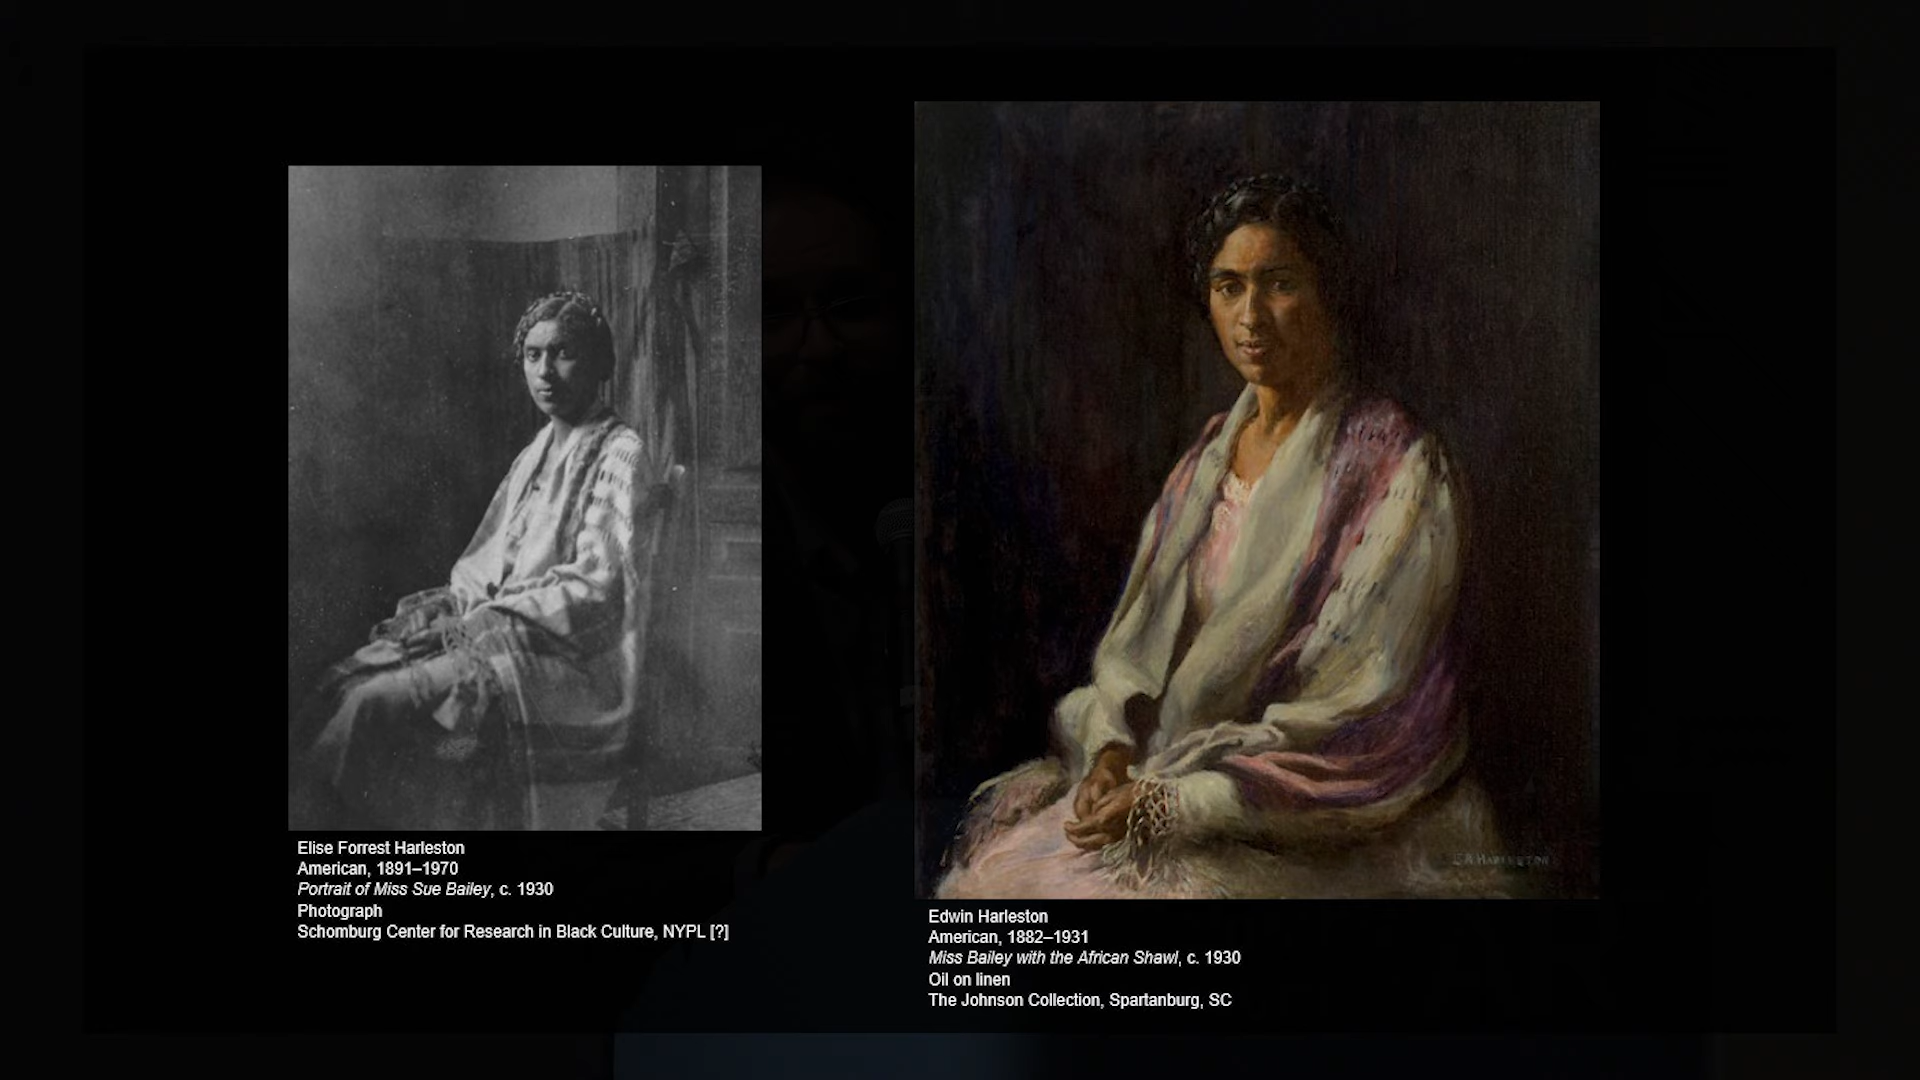 Elise Forrest Harleston
American, 1891–1970
Portrait of Miss Sue Bailey, c. 1930
Photograph
Schomburg Center for Research in Black Culture, NYPL [?]
E A HARLESTON
Edwin Harleston
American, 1882–1931
Miss Bailey with the African Shawl, c. 1930
Oil on linen
The Johnson Collection, Spartanburg, SC